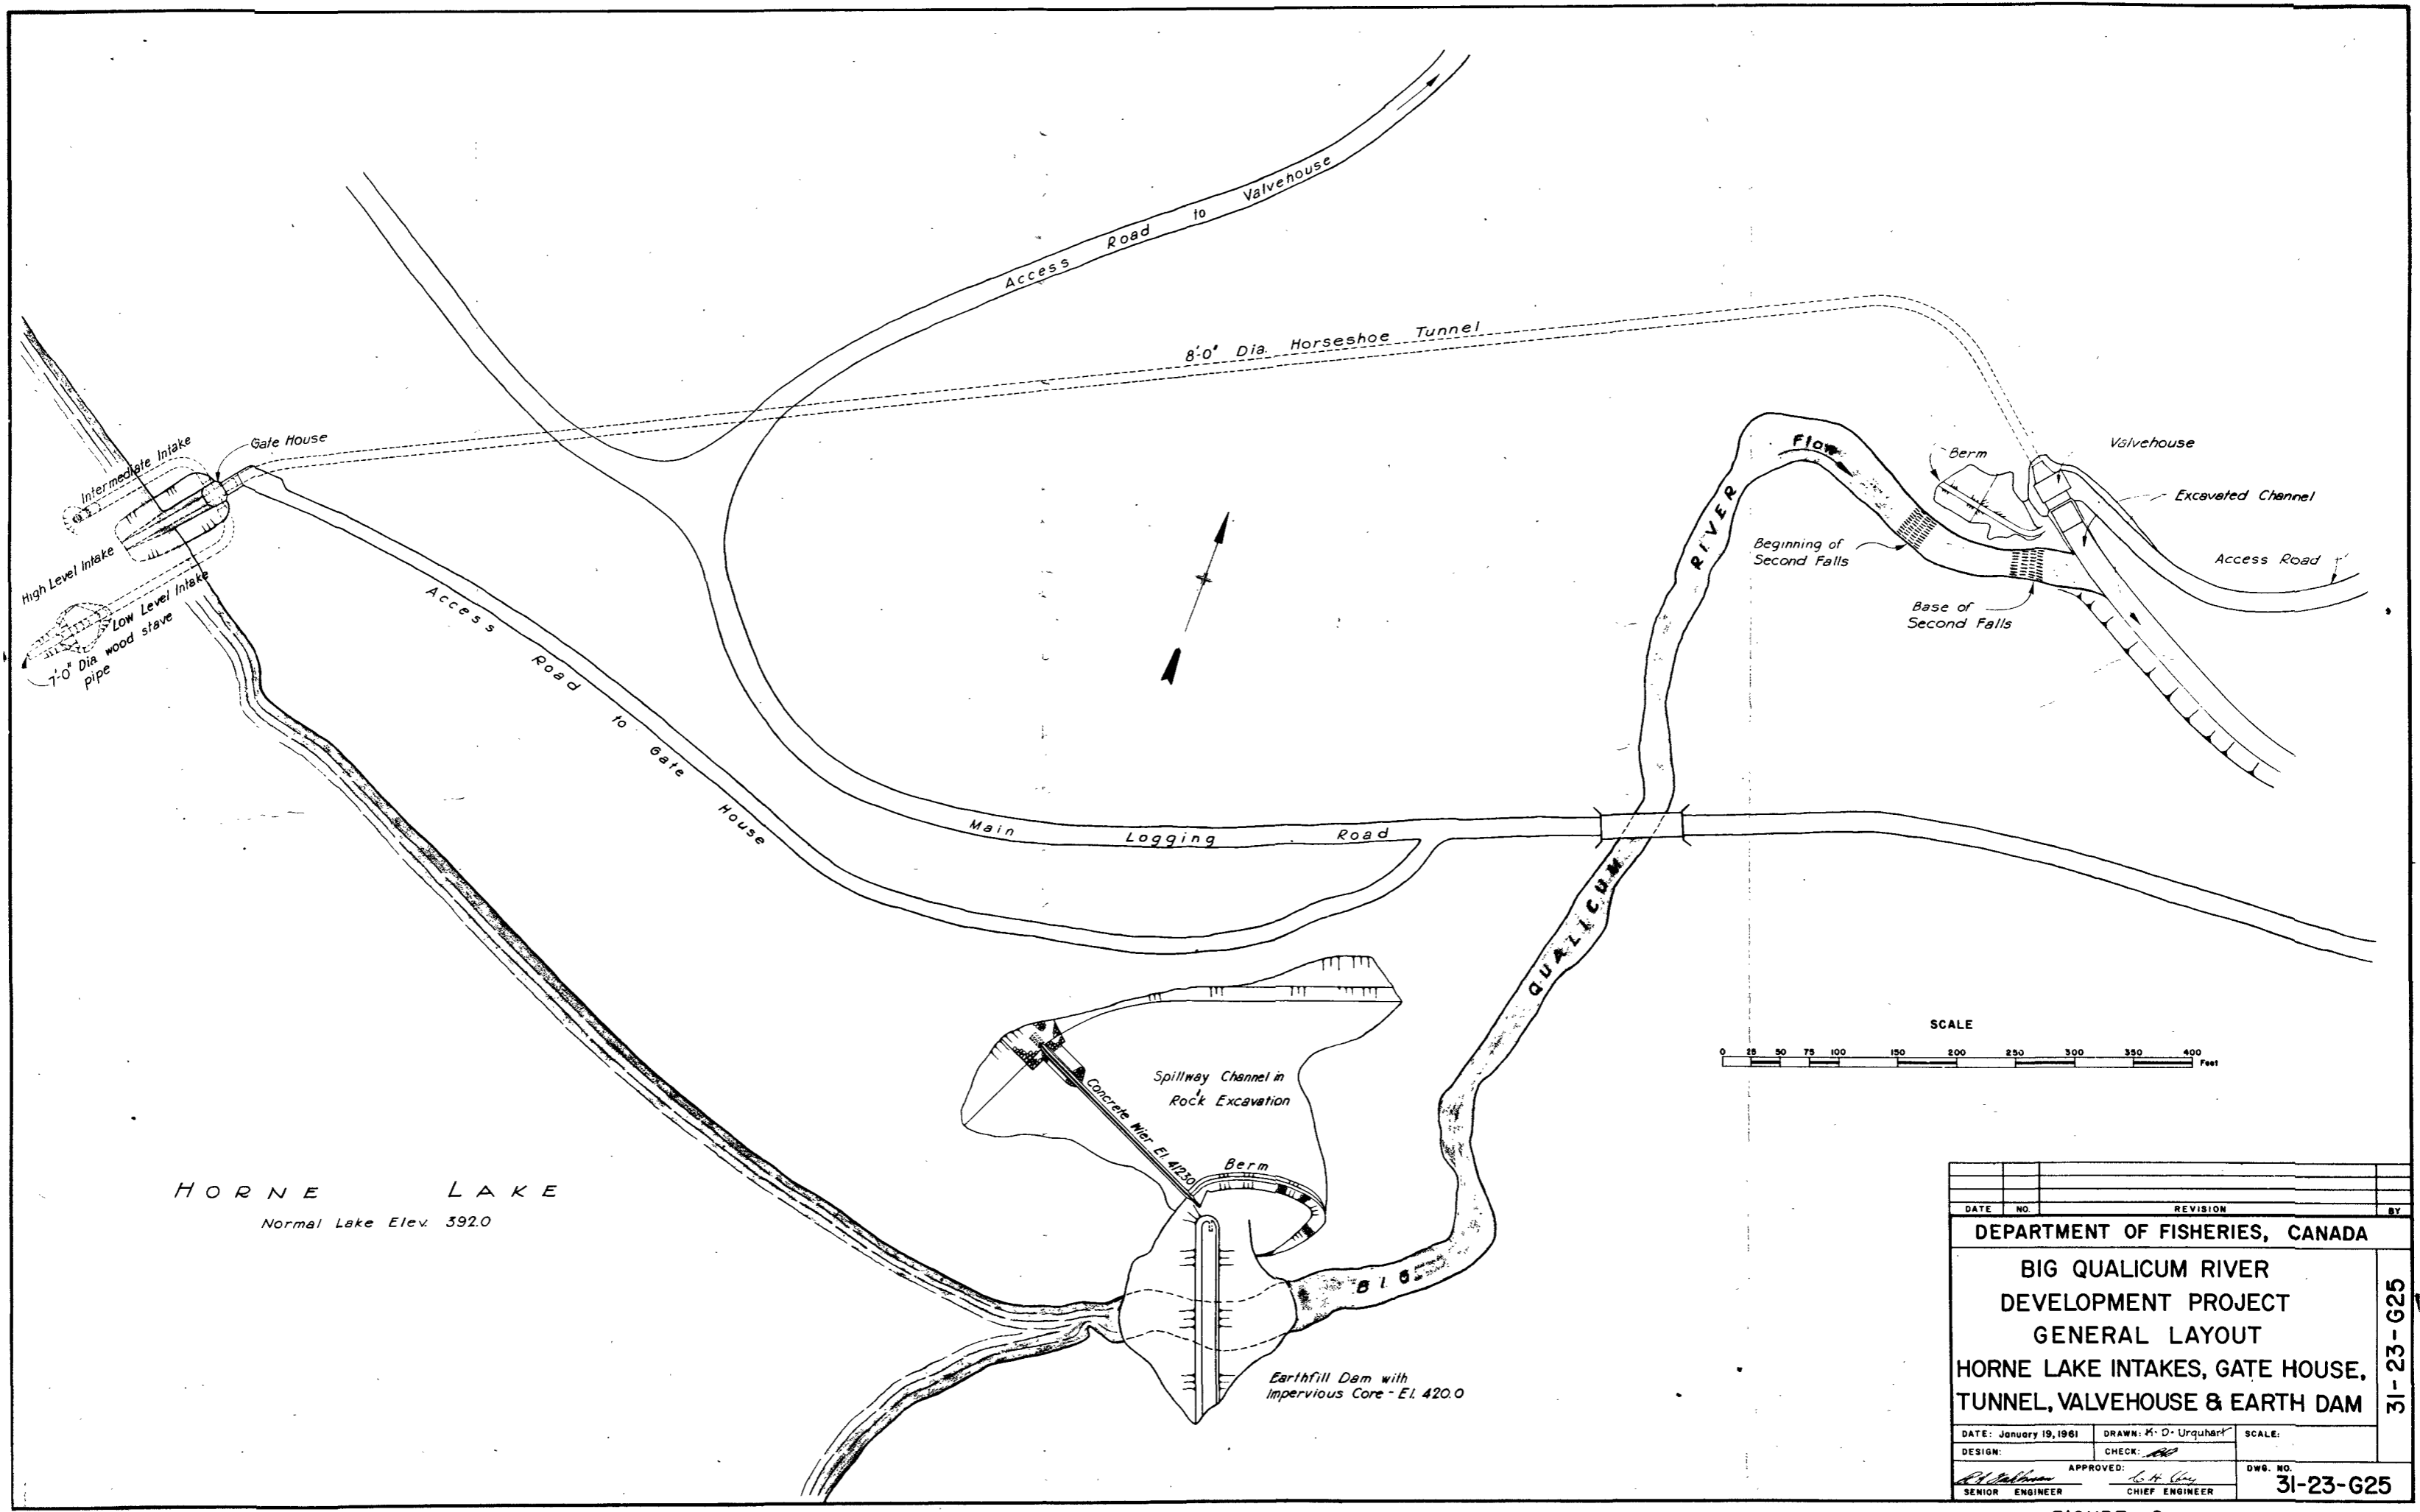 Access Road to Valvehouse
8'-0" Dia. Horseshoe Tunnel
Gate House
Intermediate Intake
High Level Intake
Low Level Intake
7'-0" Dia. wood stave
pipe
Access Road to Gate House
Main Logging Road
Flow
Berm
Valvehouse
Excavated Channel
Access Road
Beginning of
Second Falls
Base of
Second Falls
BIG QUALICUM RIVER
SCALE
0 25 50 75 100 150 200 250 300 350 400
Feet
Spillway Channel in
Rock Excavation
Concrete Wier El. 412.30
Berm
HORNE LAKE
Normal Lake Elev. 392.0
Earthfill Dam with
Impervious Core - El. 420.0
DATE NO. REVISION BY
DEPARTMENT OF FISHERIES, CANADA
BIG QUALICUM RIVER
DEVELOPMENT PROJECT
GENERAL LAYOUT
HORNE LAKE INTAKES, GATE HOUSE,
TUNNEL, VALVEHOUSE & EARTH DAM
31-23-G25
DATE: January 19, 1961 DRAWN: K. D. Urquhart SCALE:
DESIGN: CHECK:
APPROVED:
SENIOR ENGINEER CHIEF ENGINEER
DWG. NO.
31-23-G25